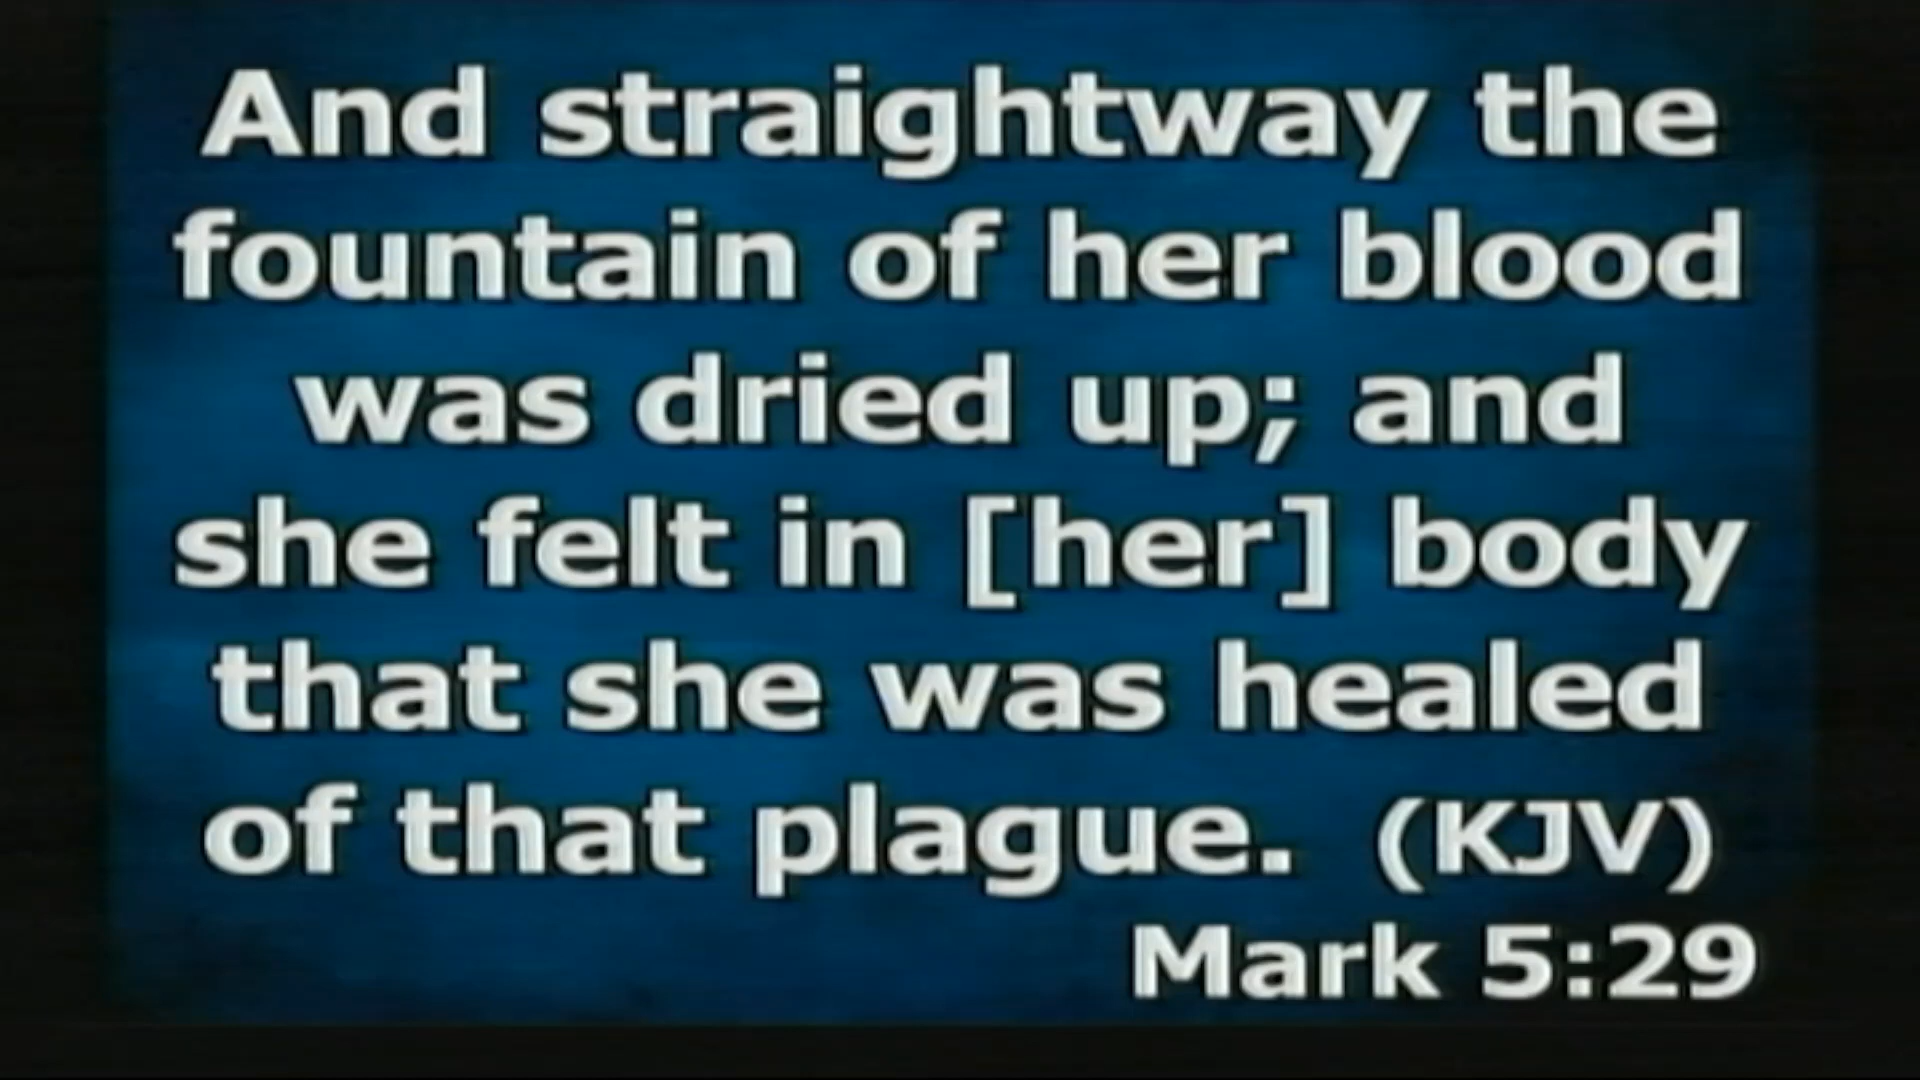 And straightway the
fountain of her blood
was dried up; and
she felt in [her] body
that she was healed
of that plague. (KJV)
Mark 5:29